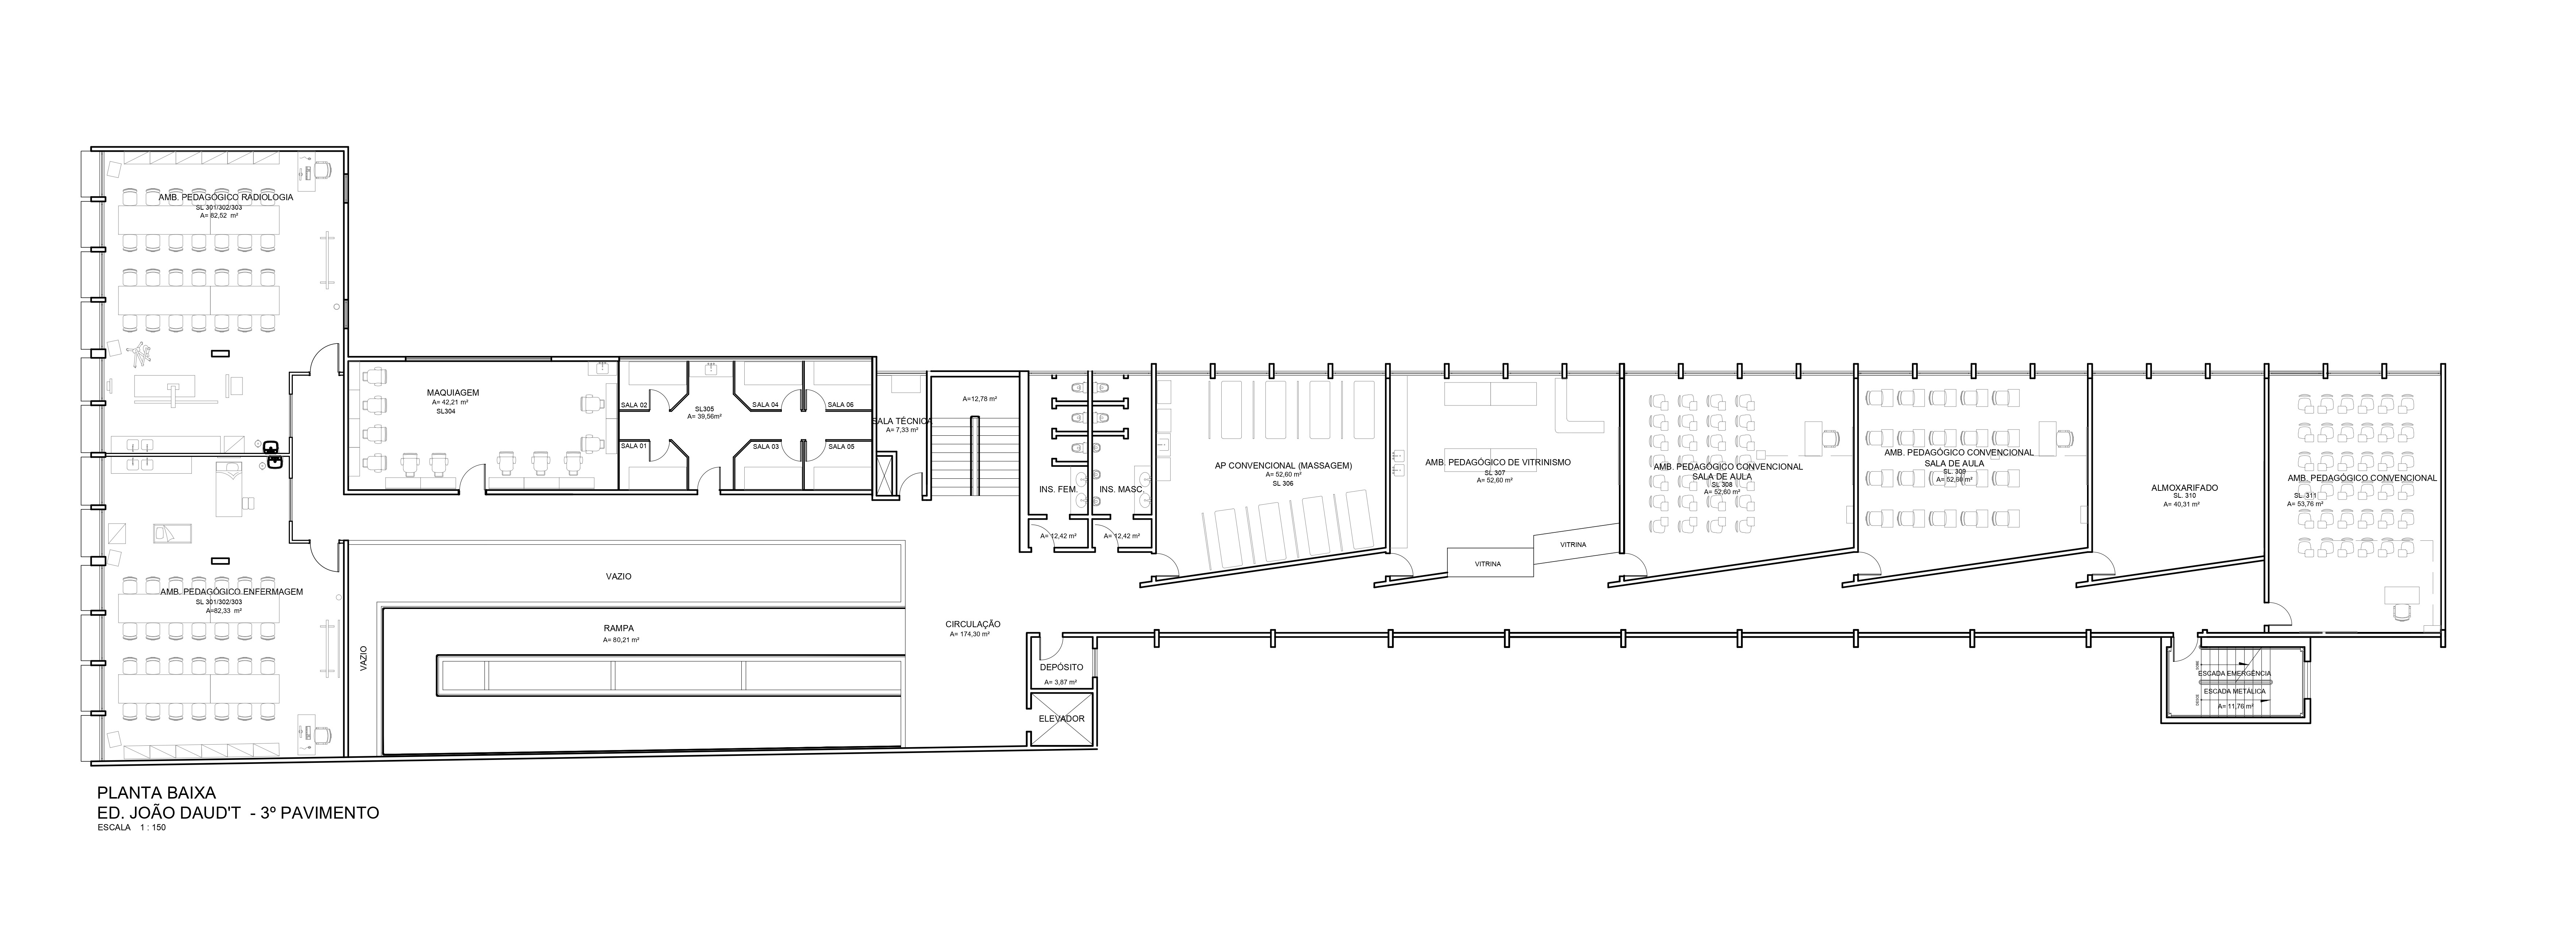 AMB. PEDAGÓGICO RADIOLOGIA
SL 301/302/303
A= 82,52 m²
MAQUIAGEM
A= 42,21 m²
SL304
SALA 02
SL305
A= 39,56m²
SALA 04
SALA 06
SALA 01
SALA 03
SALA 05
SALA TÉCNICA
A= 7,33 m²
A=12,78 m²
INS. FEM.
A= 12,42 m²
INS. MASC.
A= 12,42 m²
AP CONVENCIONAL (MASSAGEM)
A= 52,60 m²
SL 306
AMB. PEDAGÓGICO DE VITRINISMO
SL 307
A= 52,60 m²
VITRINA
VITRINA
AMB. PEDAGÓGICO CONVENCIONAL
SALA DE AULA
SL 308
A= 52,60 m²
AMB. PEDAGÓGICO CONVENCIONAL
SALA DE AULA
SL. 309
A= 52,60 m²
ALMOXARIFADO
SL. 310
A= 40,31 m²
AMB. PEDAGÓGICO CONVENCIONAL
SL. 311
A= 53,76 m²
AMB. PEDAGÓGICO ENFERMAGEM
SL 301/302/303
A=82,33 m²
VAZIO
VAZIO
RAMPA
A= 80,21 m²
CIRCULAÇÃO
A= 174,30 m²
DEPÓSITO
A= 3,87 m²
ELEVADOR
ESCADA EMERGÊNCIA
ESCADA METÁLICA
A= 11,76 m²
PLANTA BAIXA
ED. JOÃO DAUD'T - 3º PAVIMENTO
ESCALA 1 : 150